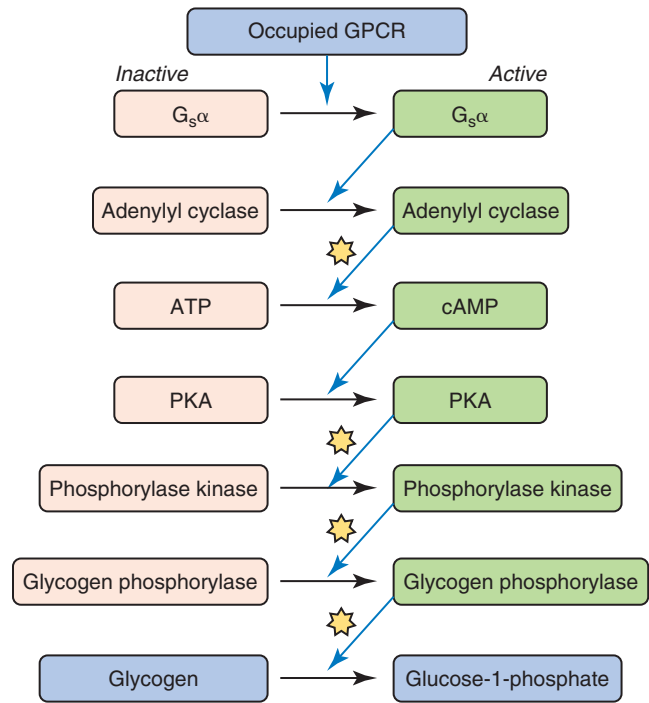 Occupied GPCR
Inactive Active
Gₛα Gₛα
Adenylyl cyclase Adenylyl cyclase
ATP cAMP
PKA PKA
Phosphorylase kinase Phosphorylase kinase
Glycogen phosphorylase Glycogen phosphorylase
Glycogen Glucose-1-phosphate